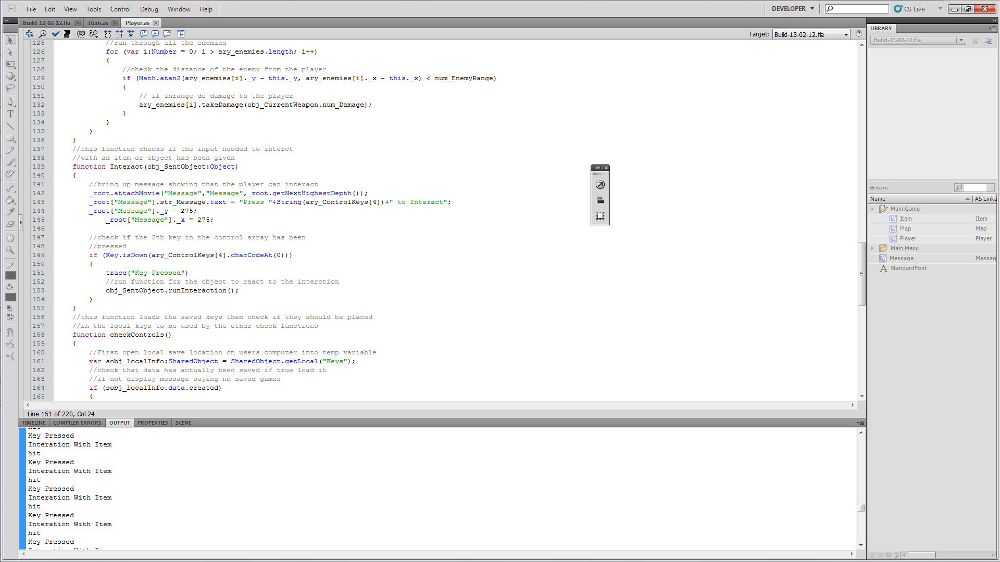 Fl File Edit View Tools Control Debug Window Help DEVELOPER CS Live
Build-13-02-12.fla Item.as Player.as
Target: Build-13-02-12.fla
125 //run through all the enemies
126 for (var i:Number = 0; i > ary_enemies.length; i++)
127 {
128 //check the distance of the enemy from the player
129 if (Math.atan2(ary_enemies[i]._y - this._y, ary_enemies[i]._x - this._x) < num_EnemyRange)
130 {
131 // if inrange do damage to the player
132 ary_enemies[i].takeDamage(obj_CurrentWeapon.num_Damage);
133 }
134 }
135 }
136 }
137 //this function checks if the input needed to interct
138 //with an item or object has been given
139 function Interact(obj_SentObject:Object)
140 {
141 //bring up message showing that the player can interact
142 _root.attachMovie("Message","Message",_root.getNextHighestDepth());
143 _root["Message"].str_Message.text = "Press "+String(ary_ControlKeys[4])+" to Interact";
144 _root["Message"]._y = 275;
145 _root["Message"]._x = 275;
146
147 //check if the 5th key in the control array has been
148 //pressed
149 if (Key.isDown(ary_ControlKeys[4].charCodeAt(0)))
150 {
151 trace("Key Pressed")
152 //run function for the object to react to the interction
153 obj_SentObject.runInteraction();
154 }
155 }
156 //this function loads the saved keys then check if they should be placed
157 //in the local keys to be used by the other check functions
158 function checkControls()
159 {
160 //First open local save location on users computer into temp variable
161 var sobj_localInfo:SharedObject = SharedObject.getLocal("Keys");
162 //check that data has actually been saved if true load it
163 //if not display message saying no saved games
164 if (sobj_localInfo.data.created)
165 {
Line 151 of 220, Col 24
TIMELINE COMPILER ERRORS OUTPUT PROPERTIES SCENE
hit
Key Pressed
Interation With Item
hit
Key Pressed
Interation With Item
hit
Key Pressed
Interation With Item
hit
Key Pressed
Interation With Item
hit
Key Pressed
Interation With Item
LIBRARY
Build-13-02-12.fla
56 items
Name AS Linka
Main Game
Item Item
Map Map
Player Player
Main Menu
Message Messag
StandardFont